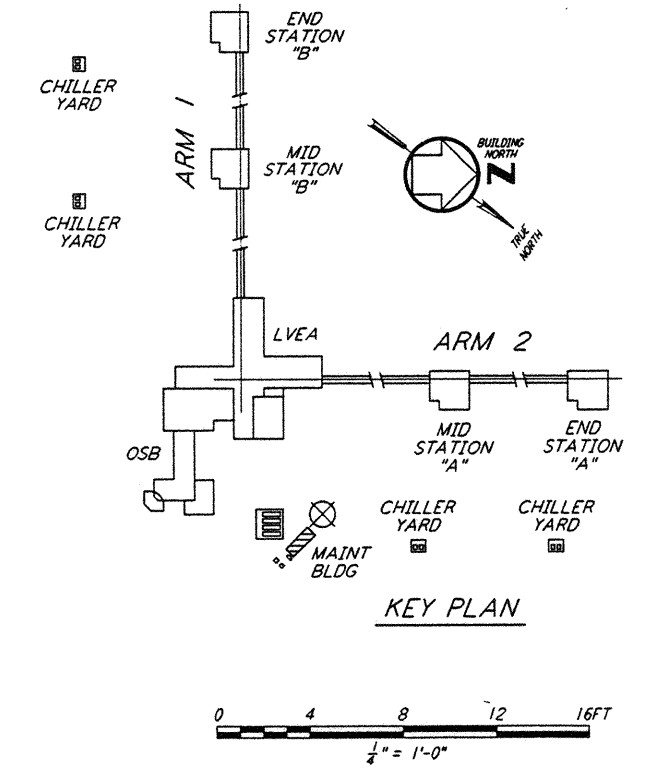 END
STATION
"B"
CHILLER
YARD
ARM 1
MID
STATION
"B"
BUILDING
NORTH
N
TRUE
NORTH
CHILLER
YARD
LVEA
ARM 2
MID
STATION
"A"
END
STATION
"A"
OSB
CHILLER
YARD
CHILLER
YARD
MAINT
BLDG
KEY PLAN
0 4 8 12 16FT
1/4" = 1'-0"